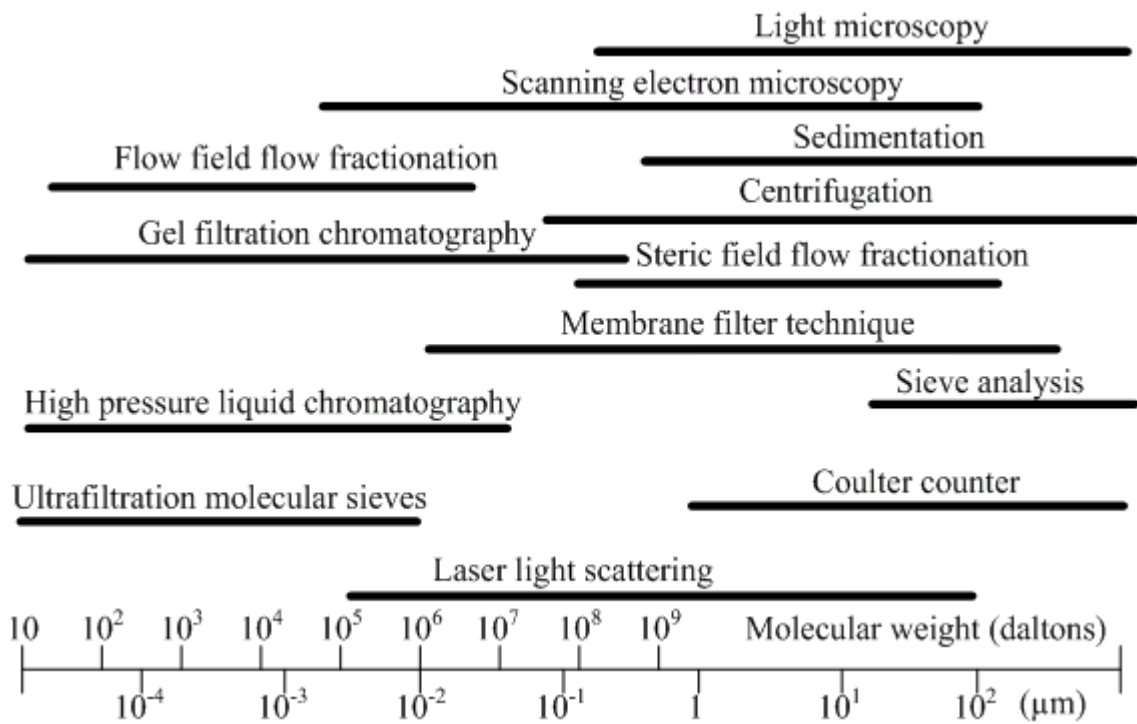 Light microscopy
Scanning electron microscopy
Sedimentation
Flow field flow fractionation
Centrifugation
Gel filtration chromatography
Steric field flow fractionation
Membrane filter technique
Sieve analysis
High pressure liquid chromatography
Coulter counter
Ultrafiltration molecular sieves
Laser light scattering
10 10² 10³ 10⁴ 10⁵ 10⁶ 10⁷ 10⁸ 10⁹ Molecular weight (daltons)
10⁻⁴ 10⁻³ 10⁻² 10⁻¹ 1 10¹ 10² (μm)